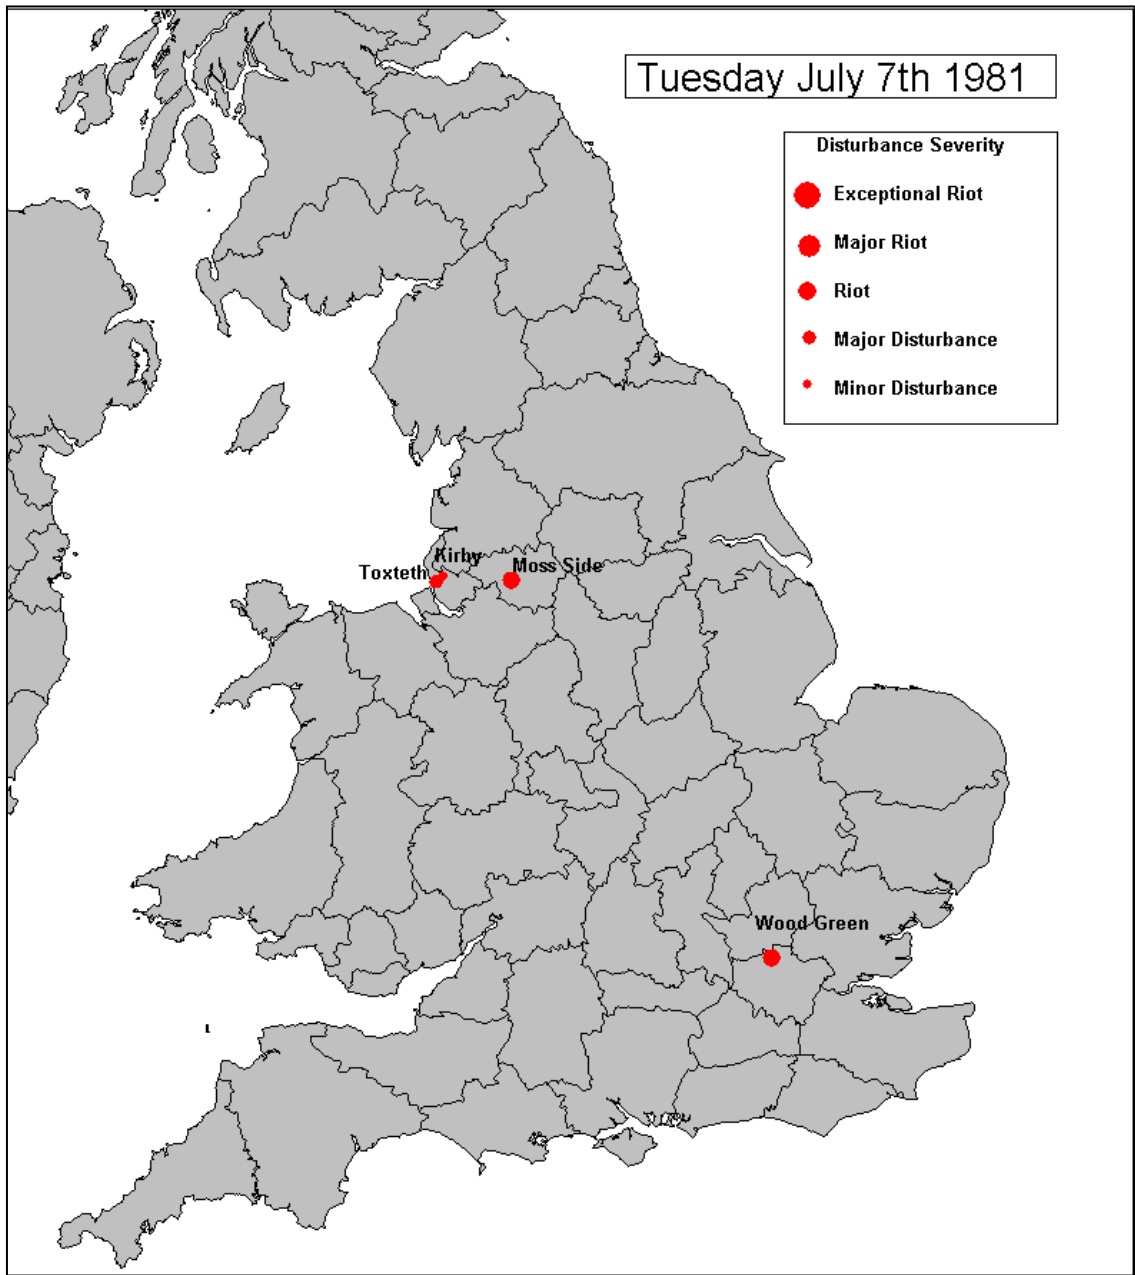 Tuesday July 7th 1981
Disturbance Severity
Exceptional Riot
Major Riot
Riot
Major Disturbance
Minor Disturbance
Kirby
Toxteth
Moss Side
Wood Green